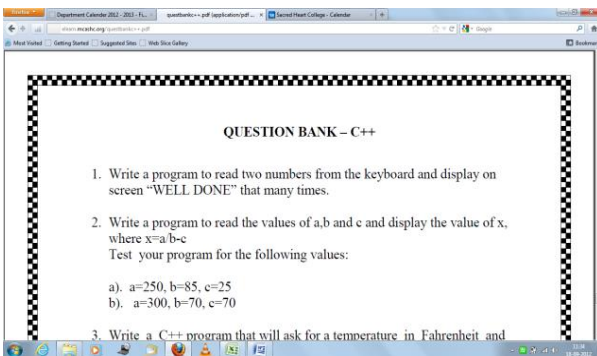 Department Calender 2012 - 2013 - Fi...
questbankc++.pdf (application/pdf ...
Sacred Heart College - Calendar
Google
Most Visited
Getting Started
Suggested Sites
Web Slice Gallery
QUESTION BANK – C++
1. Write a program to read two numbers from the keyboard and display on
screen “WELL DONE” that many times.
2. Write a program to read the values of a,b and c and display the value of x,
where x=a/b-c
Test your program for the following values:
a). a=250, b=85, c=25
b). a=300, b=70, c=70
3. Write a C++ program that will ask for a temperature in Fahrenheit and